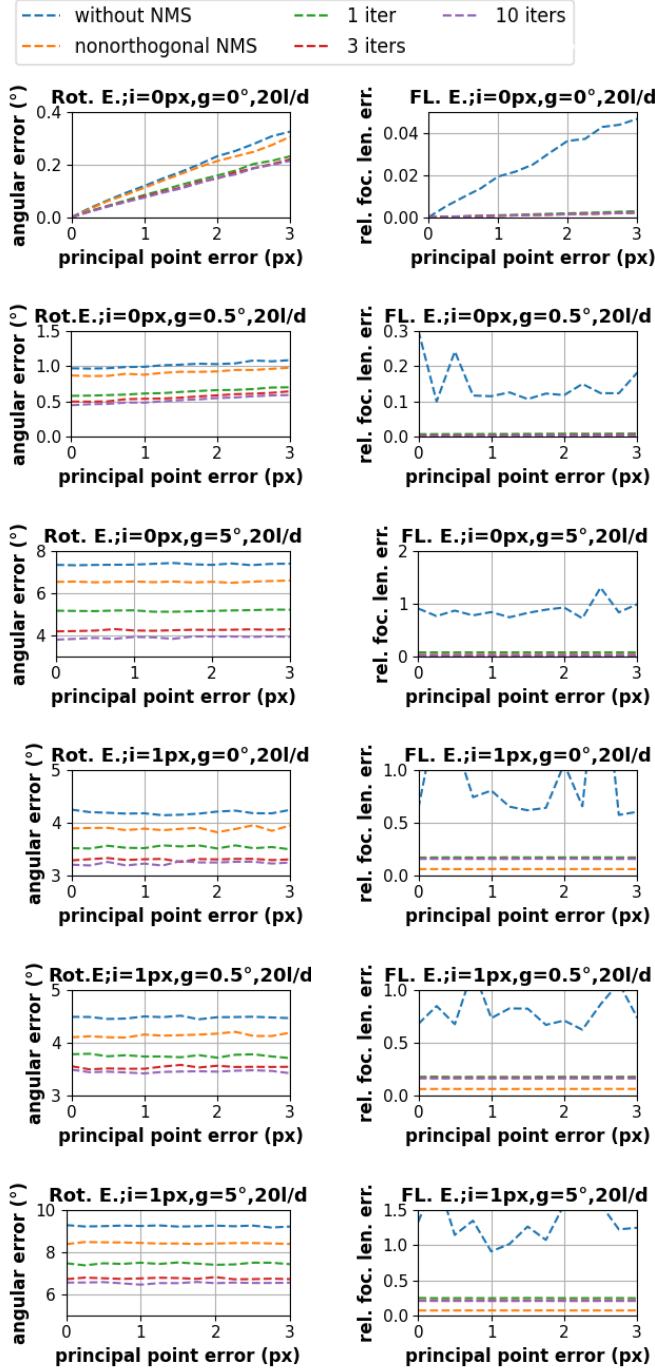 without NMS
1 iter
10 iters
nonorthogonal NMS
3 iters
Rot. E.;i=0px,g=0°,20l/d
FL. E.;i=0px,g=0°,20l/d
angular error (°)
0.4
0.2
0.0
0 1 2 3
principal point error (px)
rel. foc. len. err.
0.04
0.02
0.00
0 1 2 3
principal point error (px)
Rot.E.;i=0px,g=0.5°,20l/d
FL. E.;i=0px,g=0.5°,20l/d
angular error (°)
1.5
1.0
0.5
0.0
0 1 2 3
principal point error (px)
rel. foc. len. err.
0.3
0.2
0.1
0.0
0 1 2 3
principal point error (px)
Rot. E.;i=0px,g=5°,20l/d
FL. E.;i=0px,g=5°,20l/d
angular error (°)
8
6
4
0 1 2 3
principal point error (px)
rel. foc. len. err.
2
1
0
0 1 2 3
principal point error (px)
Rot. E.;i=1px,g=0°,20l/d
FL. E.;i=1px,g=0°,20l/d
angular error (°)
5
4
3
0 1 2 3
principal point error (px)
rel. foc. len. err.
1.0
0.5
0.0
0 1 2 3
principal point error (px)
Rot.E;i=1px,g=0.5°,20l/d
FL. E.;i=1px,g=0.5°,20l/d
angular error (°)
5
4
3
0 1 2 3
principal point error (px)
rel. foc. len. err.
1.0
0.5
0.0
0 1 2 3
principal point error (px)
Rot. E.;i=1px,g=5°,20l/d
FL. E.;i=1px,g=5°,20l/d
angular error (°)
10
8
6
0 1 2 3
principal point error (px)
rel. foc. len. err.
1.5
1.0
0.5
0.0
0 1 2 3
principal point error (px)